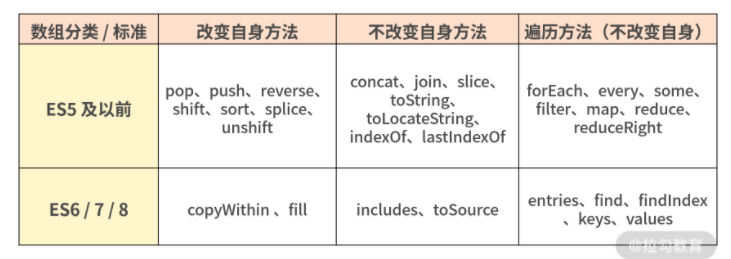 数组分类 / 标准
改变自身方法
不改变自身方法
遍历方法（不改变自身）
ES5 及以前
pop、push、reverse、
shift、sort、splice、
unshift
concat、join、slice、
toString、
toLocateString、
indexOf、lastIndexOf
forEach、every、some、
filter、map、reduce、
reduceRight
ES6 / 7 / 8
copyWithin 、fill
includes、toSource
entries、find、findIndex
、keys、values
@拉勾教育